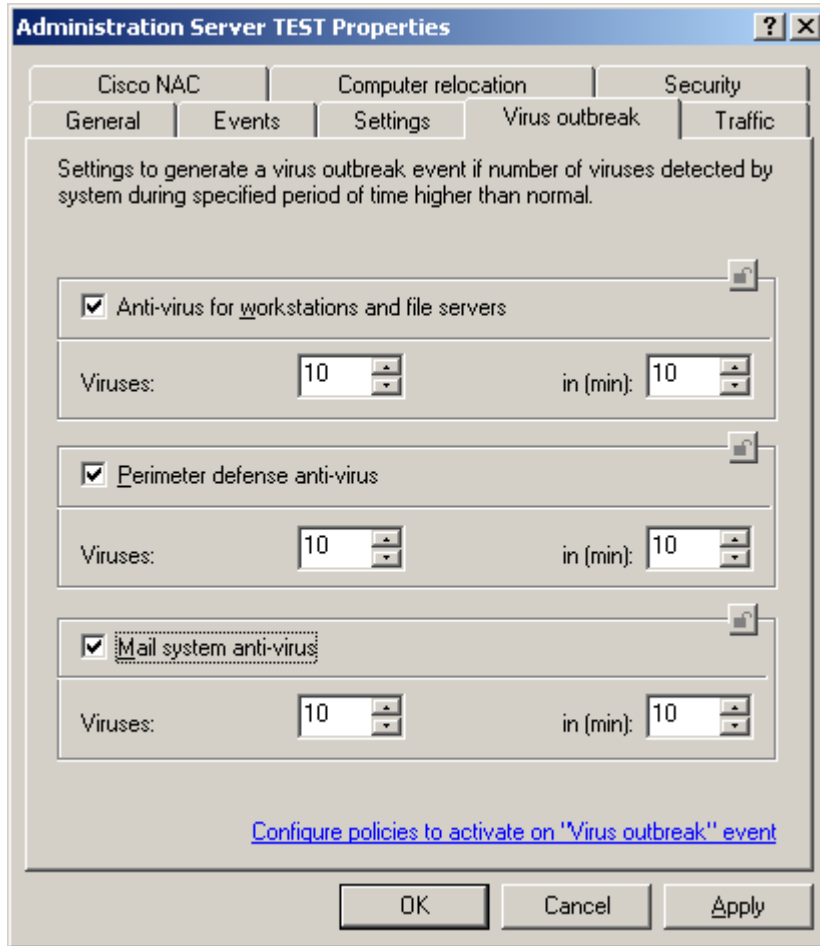 Administration Server TEST Properties
Cisco NAC
Computer relocation
Security
General
Events
Settings
Virus outbreak
Traffic
Settings to generate a virus outbreak event if number of viruses detected by
system during specified period of time higher than normal.
Anti-virus for workstations and file servers
Viruses: 10 in (min): 10
Perimeter defense anti-virus
Viruses: 10 in (min): 10
Mail system anti-virus
Viruses: 10 in (min): 10
Configure policies to activate on "Virus outbreak" event
OK
Cancel
Apply